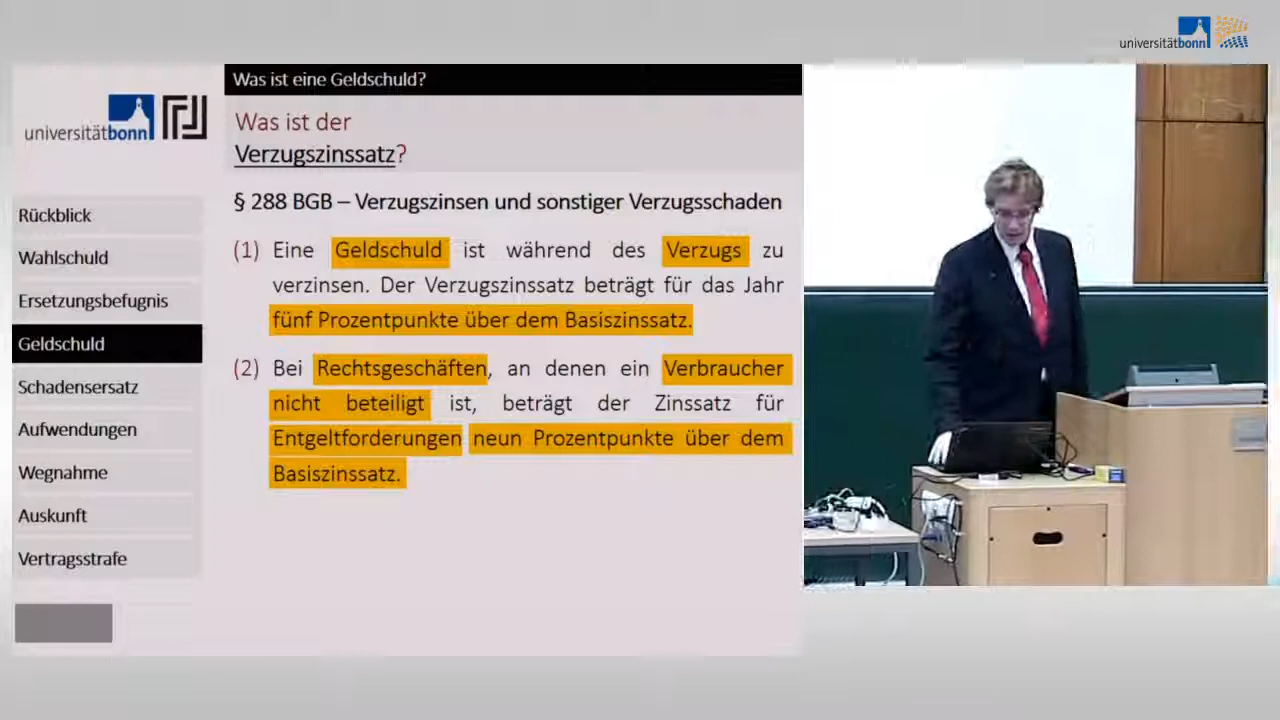 universitätbonn
Was ist eine Geldschuld?
universitätbonn
Was ist der
Verzugszinssatz?
§ 288 BGB – Verzugszinsen und sonstiger Verzugsschaden
(1) Eine Geldschuld ist während des Verzugs zu
verzinsen. Der Verzugszinssatz beträgt für das Jahr
fünf Prozentpunkte über dem Basiszinssatz.
(2) Bei Rechtsgeschäften, an denen ein Verbraucher
nicht beteiligt ist, beträgt der Zinssatz für
Entgeltforderungen neun Prozentpunkte über dem
Basiszinssatz.
Rückblick
Wahlschuld
Ersetzungsbefugnis
Geldschuld
Schadensersatz
Aufwendungen
Wegnahme
Auskunft
Vertragsstrafe